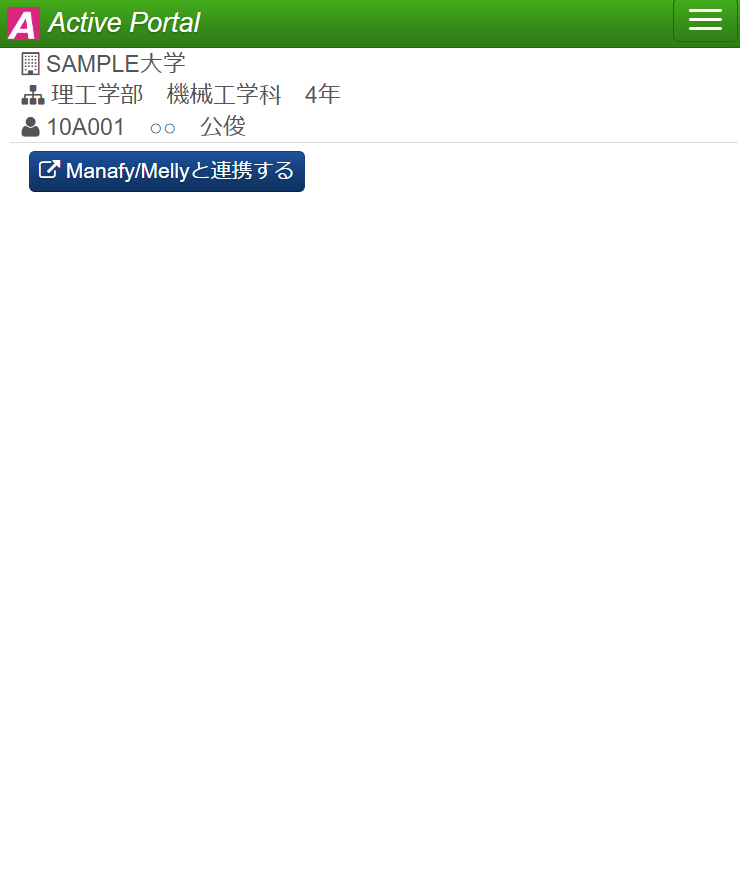 A Active Portal
SAMPLE大学
理工学部　機械工学科　4年
10A001　○○　公俊
Manafy/Mellyと連携する